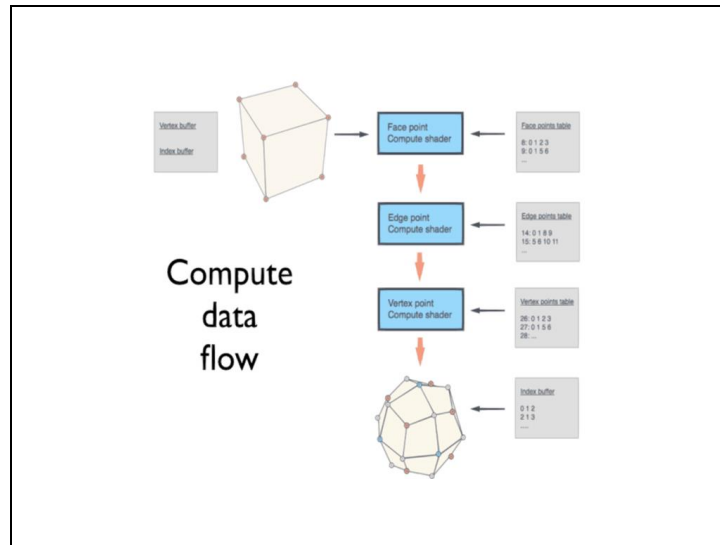 Vertex buffer
Index buffer
Face point
Compute shader
Face points table
8: 0 1 2 3
9: 0 1 5 6
...
Edge point
Compute shader
Edge points table
14: 0 1 8 9
15: 5 6 10 11
...
Compute
data
flow
Vertex point
Compute shader
Vertex points table
26: 0 1 2 3
27: 0 1 5 6
28: ...
Index buffer
0 1 2
2 1 3
....